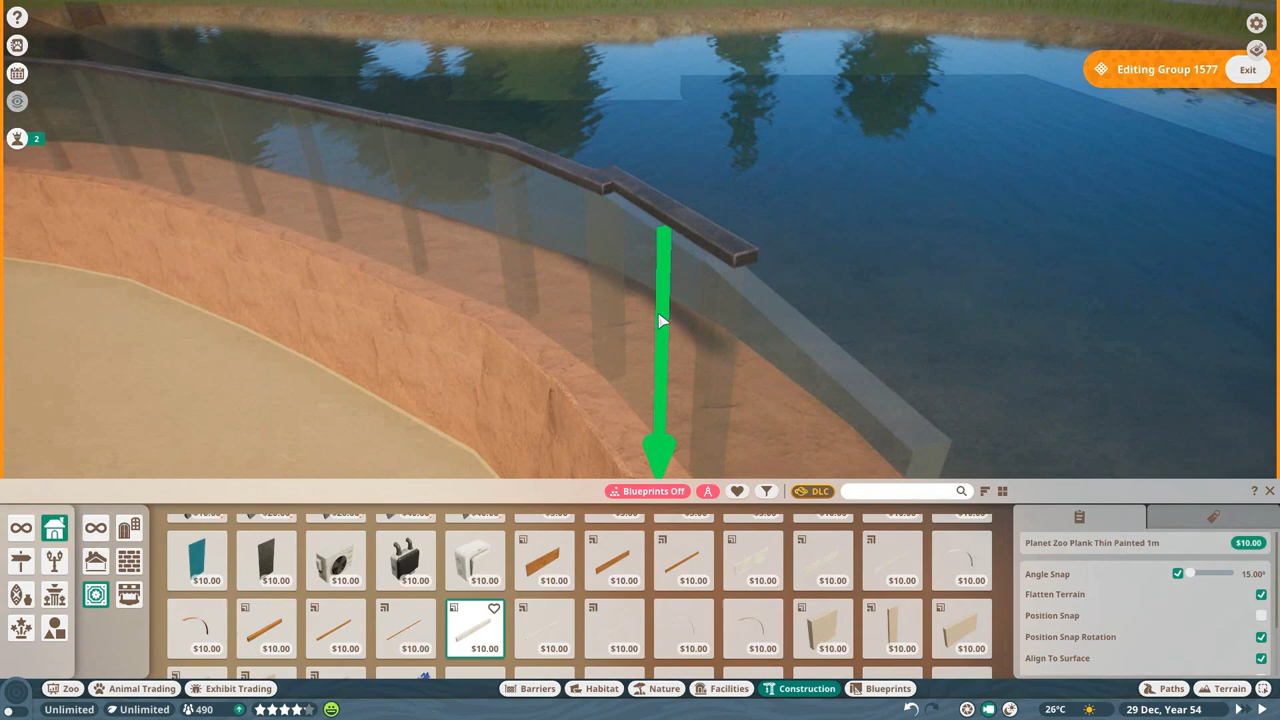 ?
Editing Group 1577
Exit
2
Blueprints Off
DLC
?
$10.00 $10.00 $10.00 $10.00 $10.00 $10.00 $10.00 $10.00 $10.00 $10.00 $10.00 $10.00
$10.00 $10.00 $10.00 $10.00 $10.00 $10.00 $10.00 $10.00 $10.00 $10.00 $10.00 $10.00
Planet Zoo Plank Thin Painted 1m $10.00
Angle Snap 15.00°
Flatten Terrain
Position Snap
Position Snap Rotation
Align To Surface
Zoo Animal Trading Exhibit Trading Barriers Habitat Nature Facilities Construction Blueprints Paths Terrain
Unlimited Unlimited 490 26°C 29 Dec, Year 54